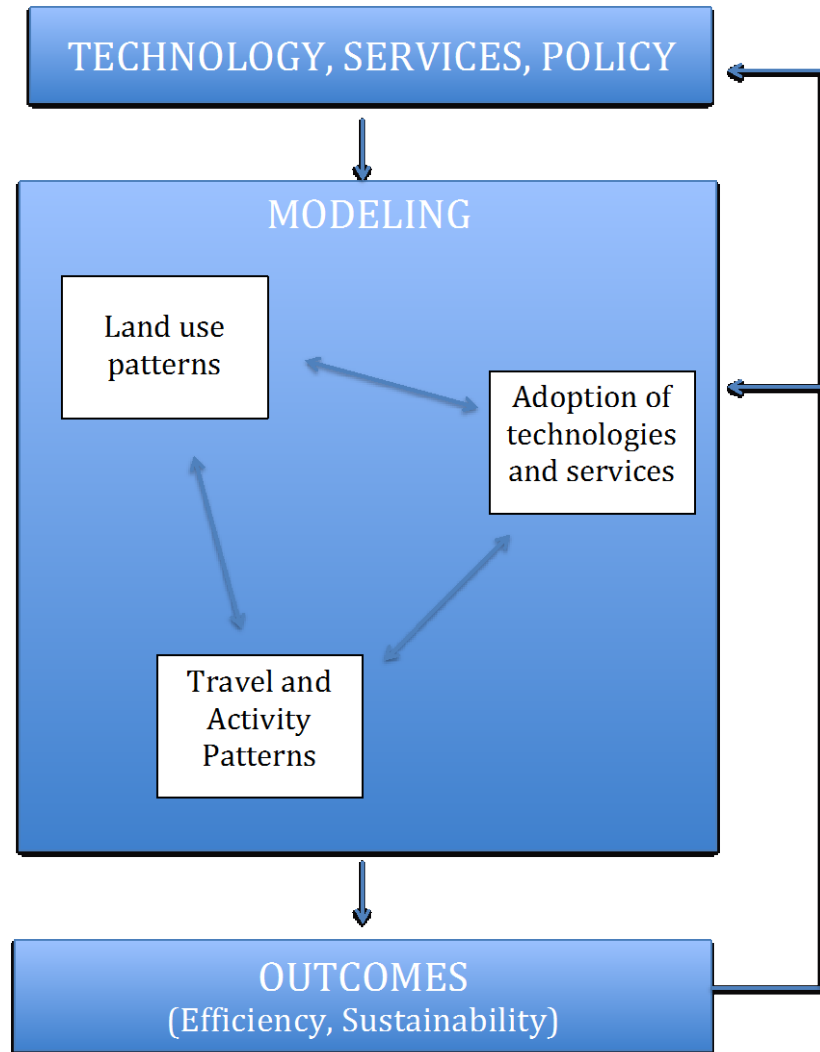 TECHNOLOGY, SERVICES, POLICY
MODELING
Land use
patterns
Adoption of
technologies
and services
Travel and
Activity
Patterns
OUTCOMES
(Efficiency, Sustainability)